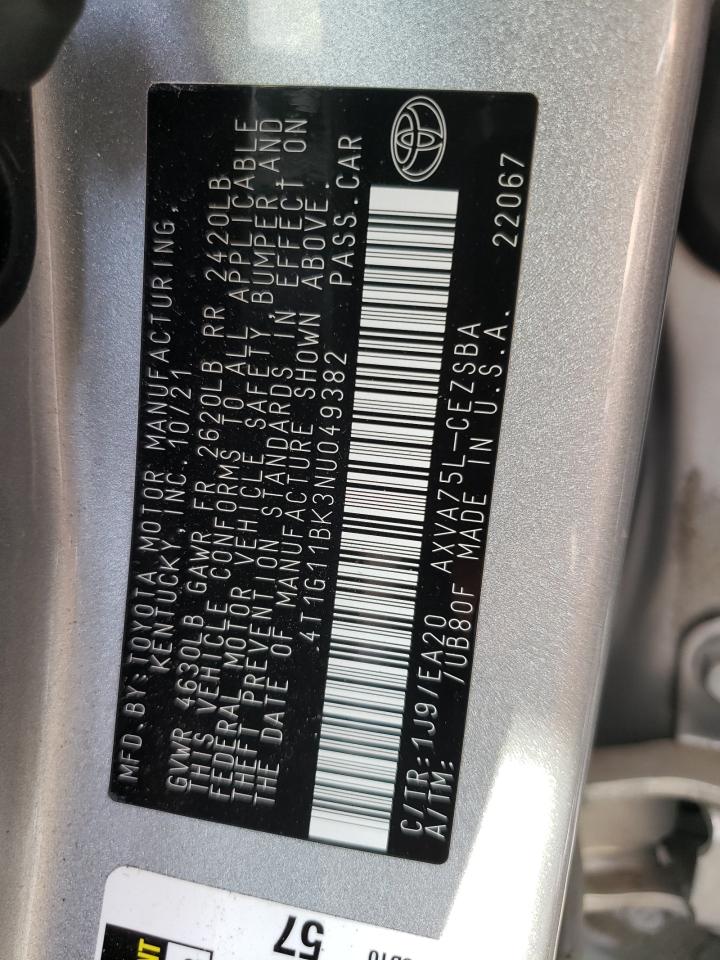 MFD.BY:TOYOTA MOTOR MANUFACTURING,
KENTUCKY, INC. 10/21
GVWR 4630LB GAWR FR 2620LB RR 2420LB
THIS VEHICLE CONFORMS TO ALL APPLICABLE
FEDERAL MOTOR VEHICLE SAFETY, BUMPER AND
THEFT PREVENTION STANDARDS IN EFFECT ON
THE DATE OF MANUFACTURE SHOWN ABOVE.
4T1G11BK3NU049382 PASS.CAR
C/TR:1J9/EA20 AXVA75L-CEZSBA
A/TM: /UB80F MADE IN U.S.A. 22067
57